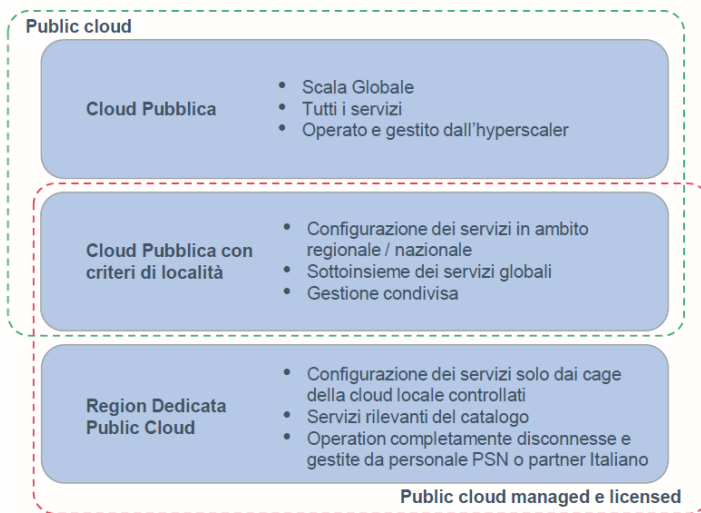 Public cloud
Cloud Pubblica
• Scala Globale
• Tutti i servizi
• Operato e gestito dall'hyperscaler
Cloud Pubblica con
criteri di località
• Configurazione dei servizi in ambito
regionale / nazionale
• Sottoinsieme dei servizi globali
• Gestione condivisa
Region Dedicata
Public Cloud
• Configurazione dei servizi solo dai cage
della cloud locale controllati
• Servizi rilevanti del catalogo
• Operation completamente disconnesse e
gestite da personale PSN o partner Italiano
Public cloud managed e licensed